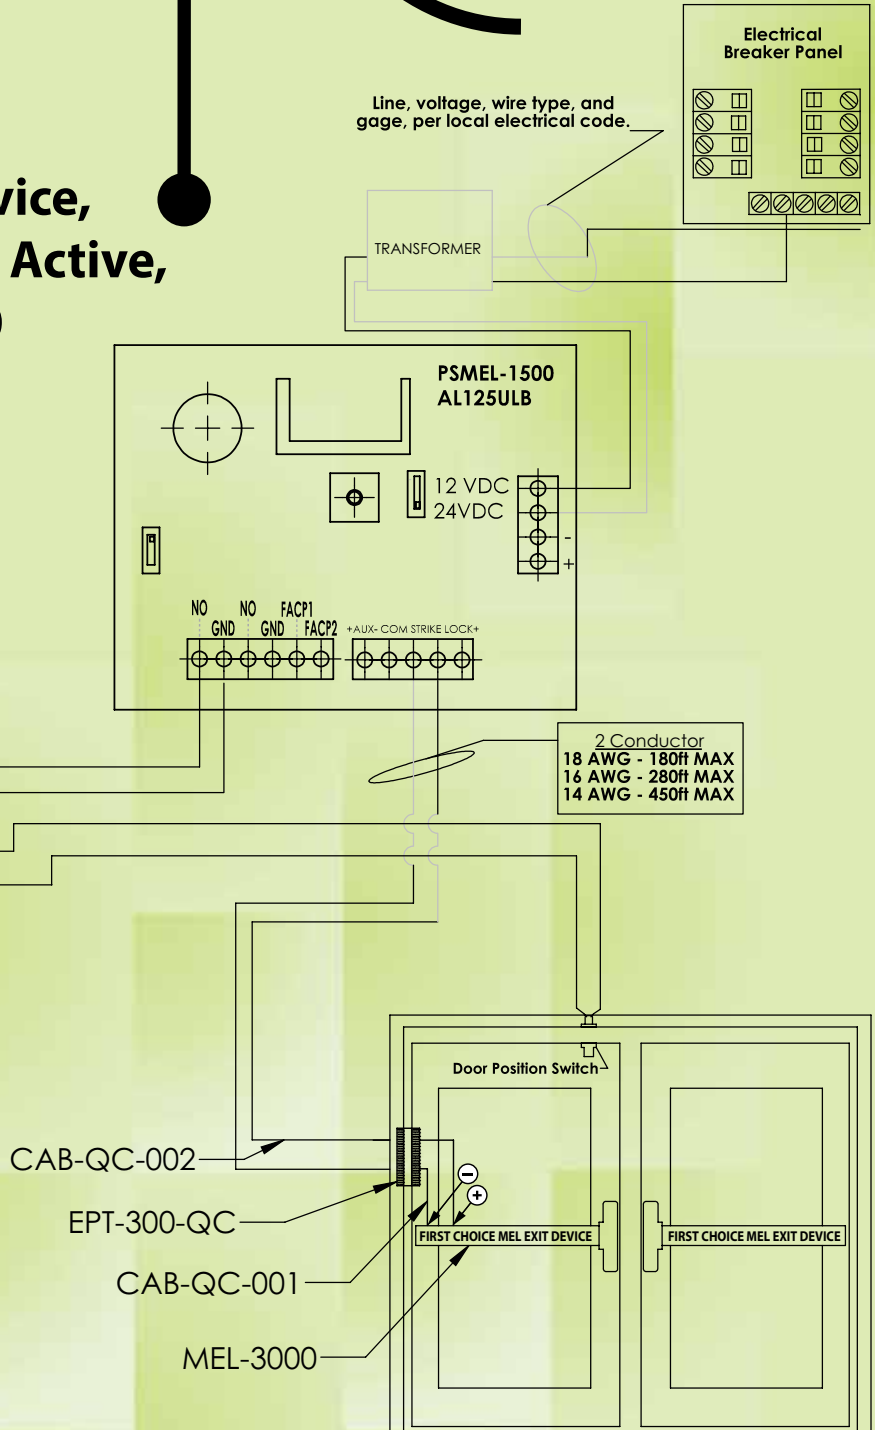 Electrical
Breaker Panel
Line, voltage, wire type, and
gage, per local electrical code.
Active,
TRANSFORMER
PSMEL-1500
AL125ULB
12 VDC
24VDC
-
+
NO GND NO GND FACP1 FACP2
+AUX- COM STRIKE LOCK+
2 Conductor
18 AWG - 180ft MAX
16 AWG - 280ft MAX
14 AWG - 450ft MAX
Door Position Switch
CAB-QC-002
EPT-300-QC
-
+
FIRST CHOICE MEL EXIT DEVICE
FIRST CHOICE MEL EXIT DEVICE
CAB-QC-001
MEL-3000